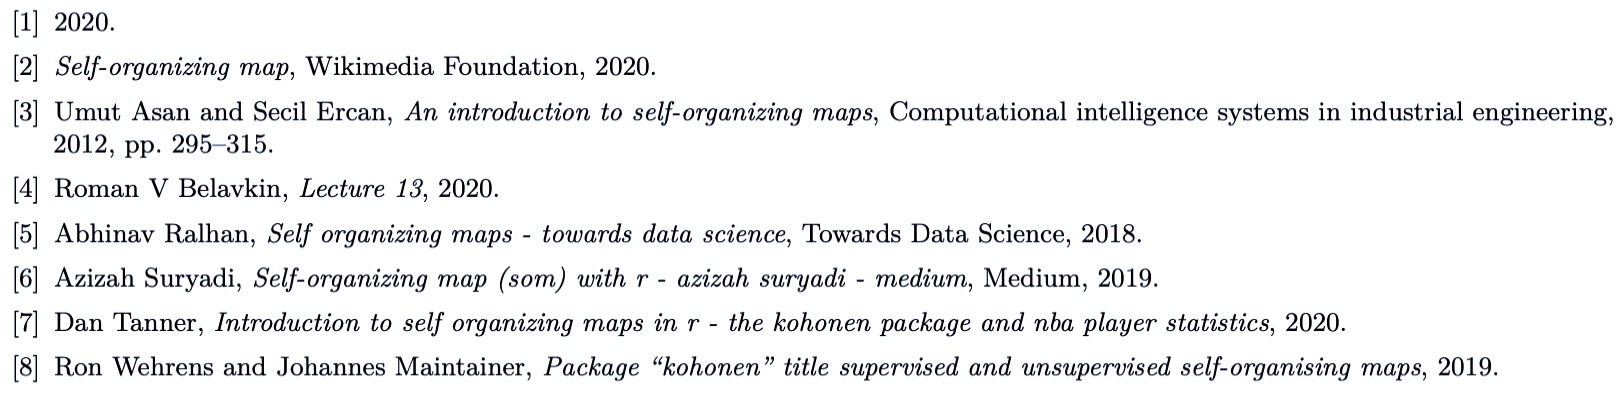 [1] 2020.
[2] Self-organizing map, Wikimedia Foundation, 2020.
[3] Umut Asan and Secil Ercan, An introduction to self-organizing maps, Computational intelligence systems in industrial engineering,
2012, pp. 295–315.
[4] Roman V Belavkin, Lecture 13, 2020.
[5] Abhinav Ralhan, Self organizing maps - towards data science, Towards Data Science, 2018.
[6] Azizah Suryadi, Self-organizing map (som) with r - azizah suryadi - medium, Medium, 2019.
[7] Dan Tanner, Introduction to self organizing maps in r - the kohonen package and nba player statistics, 2020.
[8] Ron Wehrens and Johannes Maintainer, Package “kohonen” title supervised and unsupervised self-organising maps, 2019.